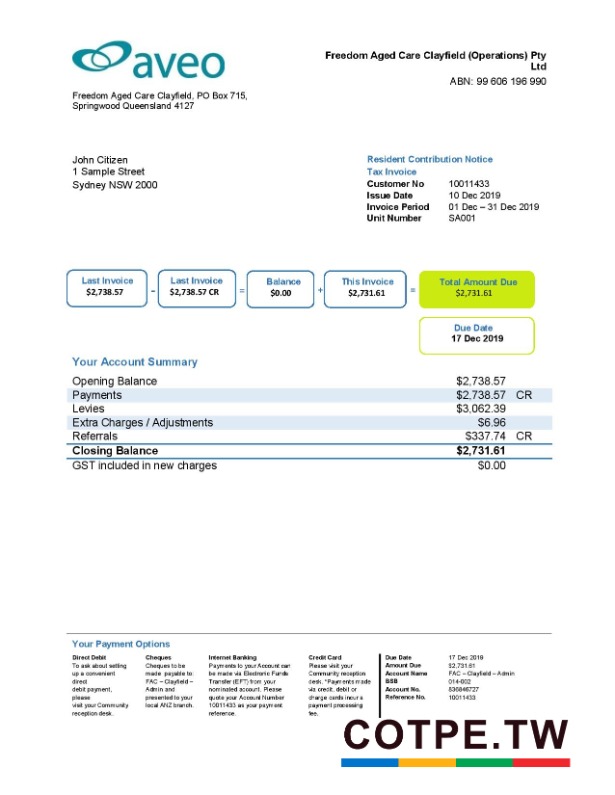 aveo
Freedom Aged Care Clayfield (Operations) Pty
Ltd
ABN: 99 606 196 990
Freedom Aged Care Clayfield, PO Box 715,
Springwood Queensland 4127
John Citizen
1 Sample Street
Sydney NSW 2000
Resident Contribution Notice
Tax Invoice
Customer No 10011433
Issue Date 10 Dec 2019
Invoice Period 01 Dec – 31 Dec 2019
Unit Number SA001
Last Invoice
$2,738.57
-
Last Invoice
$2,738.57 CR
=
Balance
$0.00
+
This Invoice
$2,731.61
=
Total Amount Due
$2,731.61
Due Date
17 Dec 2019
Your Account Summary
Opening Balance $2,738.57
Payments $2,738.57 CR
Levies $3,062.39
Extra Charges / Adjustments $6.96
Referrals $337.74 CR
Closing Balance $2,731.61
GST included in new charges $0.00
Your Payment Options
Direct Debit
To ask about setting
up a convenient
direct
debit payment,
please
visit your Community
reception desk.
Cheques
Cheques to be
made payable to:
FAC – Clayfield –
Admin and
presented to your
local ANZ branch.
Internet Banking
Payments to your Account can
be made via Electronic Funds
Transfer (EFT) from your
nominated account. Please
quote your Account Number
10011433 as your payment
reference.
Credit Card
Please visit your
Community reception
desk. *Payments made
via credit, debit or
charge cards incur a
payment processing
fee.
Due Date 17 Dec 2019
Amount Due $2,731.61
Account Name FAC – Clayfield – Admin
BSB 014-002
Account No. 836846727
Reference No. 10011433
COTPE.TW